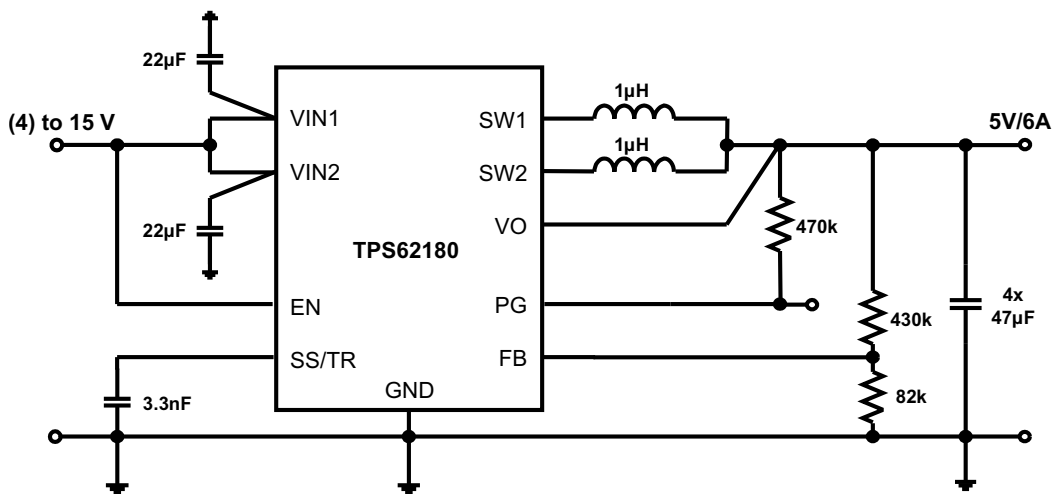 22µF
(4) to 15 V
22µF
VIN1
VIN2
EN
SS/TR
3.3nF
TPS62180
GND
SW1
SW2
VO
PG
FB
1µH
1µH
5V/6A
470k
430k
82k
4x
47µF